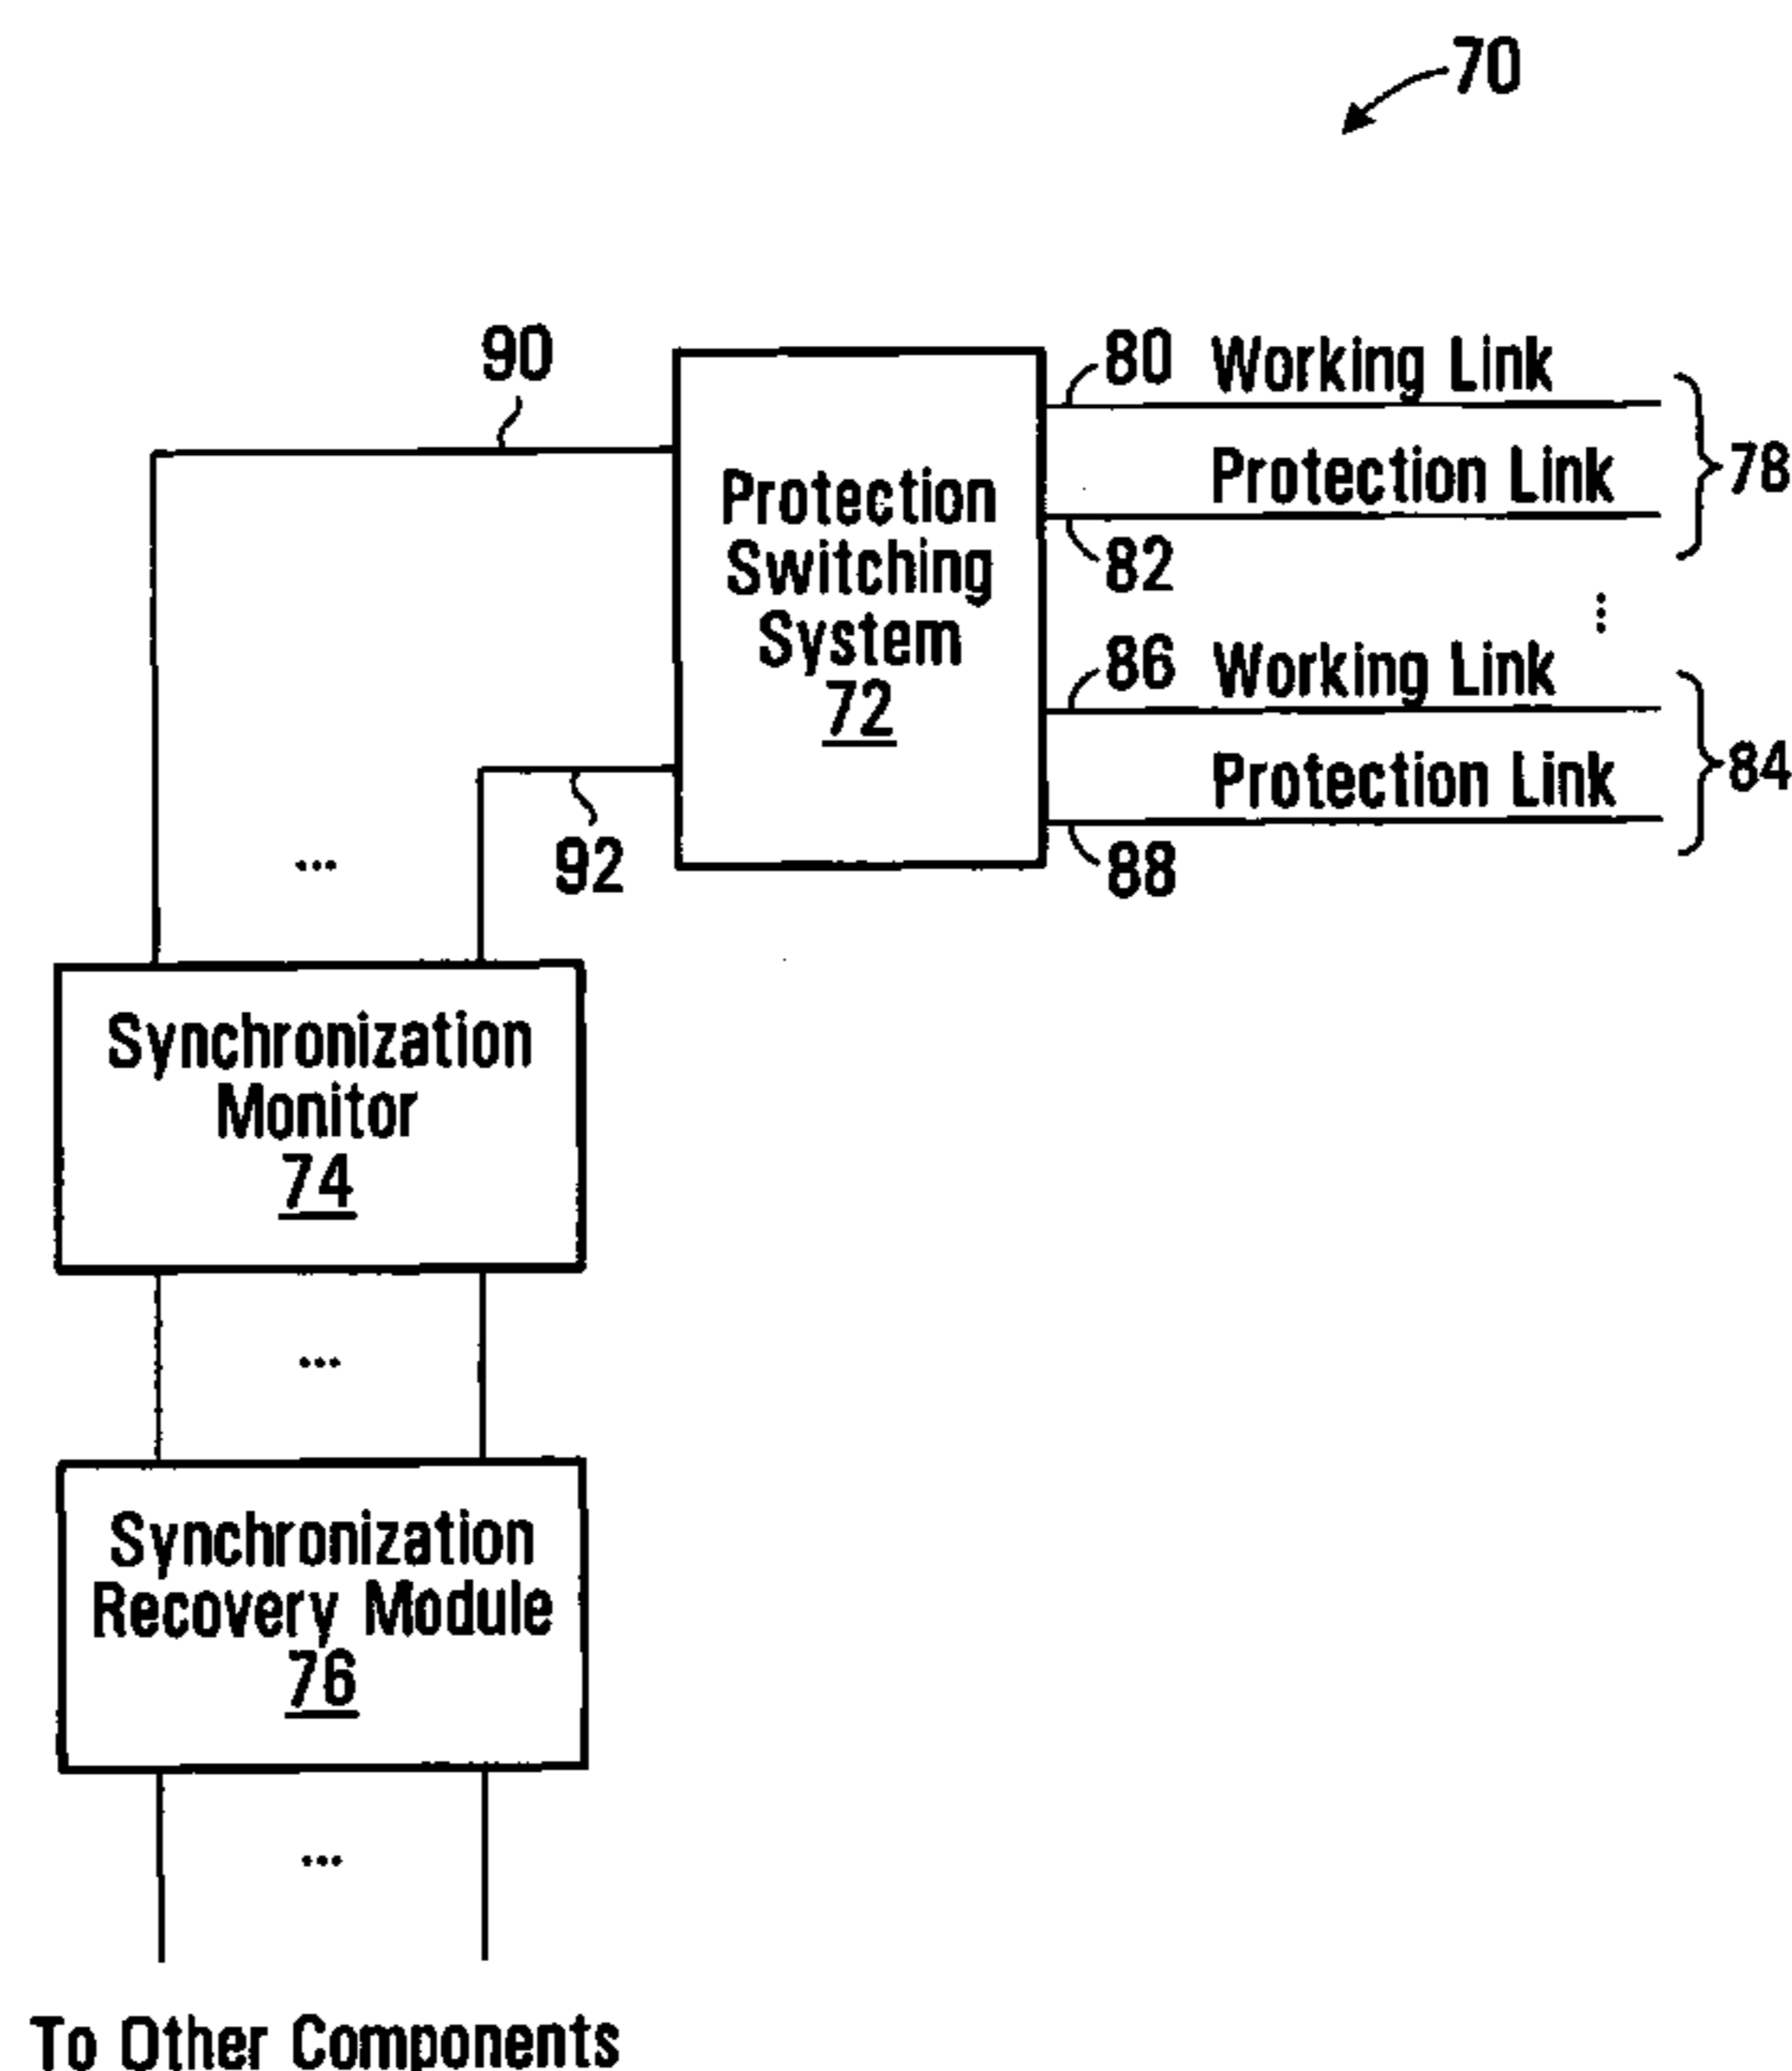 70
90
80 Working Link
Protection Link
78
82
Protection
Switching
System
72
86 Working Link
Protection Link
84
88
92
...
...
Synchronization
Monitor
74
...
Synchronization
Recovery Module
76
...
To Other Components